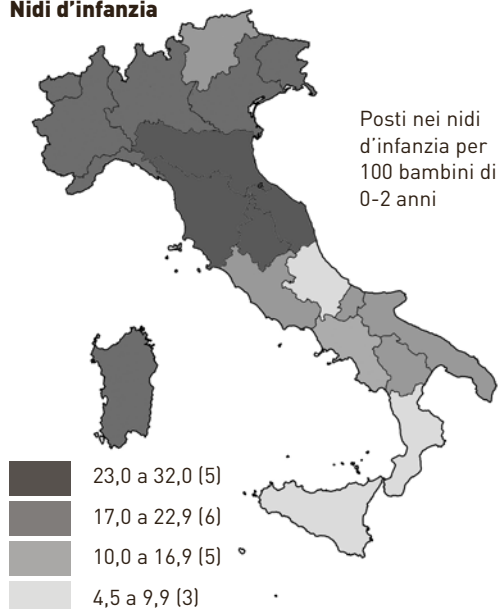 Nidi d'infanzia
Posti nei nidi
d'infanzia per
100 bambini di
0-2 anni
23,0 a 32,0 (5)
17,0 a 22,9 (6)
10,0 a 16,9 (5)
4,5 a 9,9 (3)